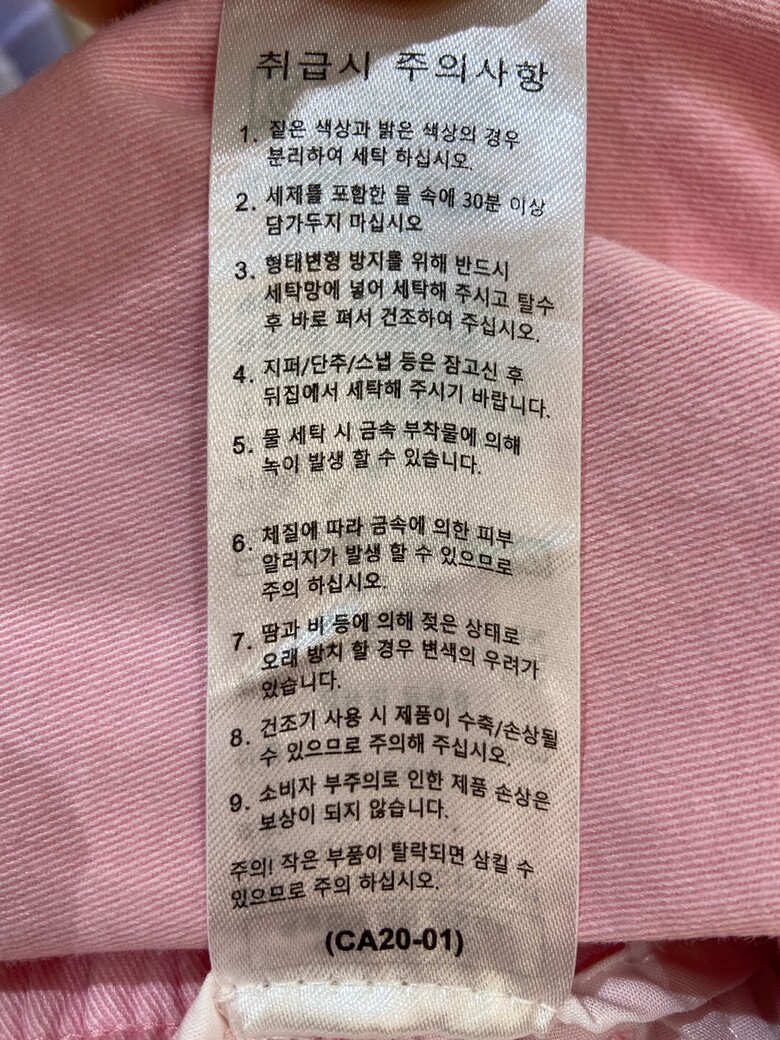 취급시 주의사항
1. 짙은 색상과 밝은 색상의 경우
분리하여 세탁 하십시오.
2. 세제를 포함한 물 속에 30분 이상
담가두지 마십시오
3. 형태변형 방지를 위해 반드시
세탁망에 넣어 세탁해 주시고 탈수
후 바로 펴서 건조하여 주십시오.
4. 지퍼/단추/스냅 등은 잠고신 후
뒤집에서 세탁해 주시기 바랍니다.
5. 물 세탁 시 금속 부착물에 의해
녹이 발생 할 수 있습니다.
6. 체질에 따라 금속에 의한 피부
알러지가 발생 할 수 있으므로
주의 하십시오.
7. 땀과 비 등에 의해 젖은 상태로
오래 방치 할 경우 변색의 우려가
있습니다.
8. 건조기 사용 시 제품이 수축/손상될
수 있으므로 주의해 주십시오.
9. 소비자 부주의로 인한 제품 손상은
보상이 되지 않습니다.
주의! 작은 부품이 탈락되면 삼킬 수
있으므로 주의 하십시오.
(CA20-01)